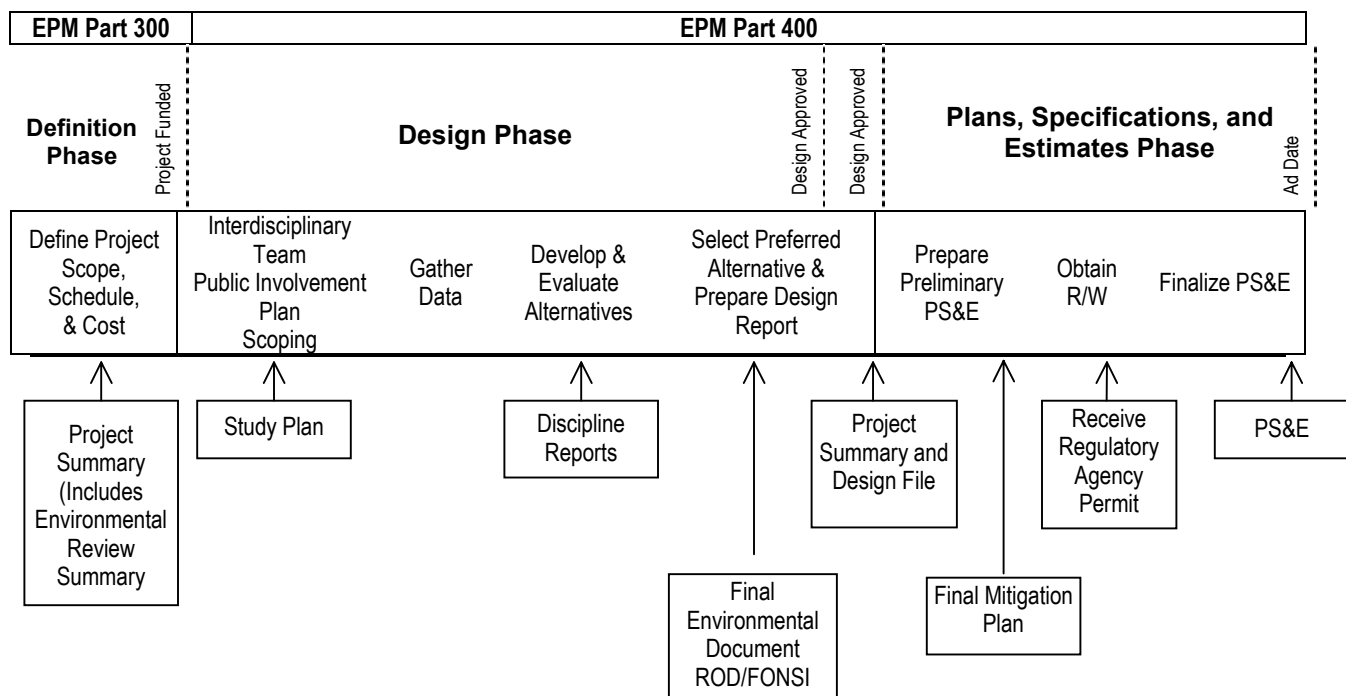 EPM Part 300
EPM Part 400
Definition
Phase
Project Funded
Design Phase
Design Approved
Design Approved
Plans, Specifications, and
Estimates Phase
Ad Date
Define Project
Scope,
Schedule,
& Cost
Interdisciplinary
Team
Public Involvement
Plan
Scoping
Gather
Data
Develop &
Evaluate
Alternatives
Select Preferred
Alternative &
Prepare Design
Report
Prepare
Preliminary
PS&E
Obtain
R/W
Finalize PS&E
Project
Summary
(Includes
Environmental
Review
Summary
Study Plan
Discipline
Reports
Final
Environmental
Document
ROD/FONSI
Project
Summary and
Design File
Final Mitigation
Plan
Receive
Regulatory
Agency
Permit
PS&E